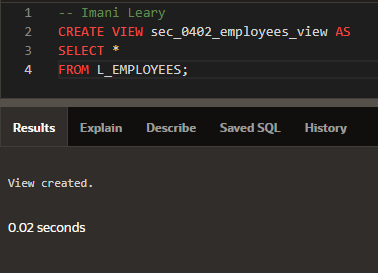 1 -- Imani Leary
2 CREATE VIEW sec_0402_employees_view AS
3 SELECT *
4 FROM L_EMPLOYEES;
Results Explain Describe Saved SQL History
View created.
0.02 seconds